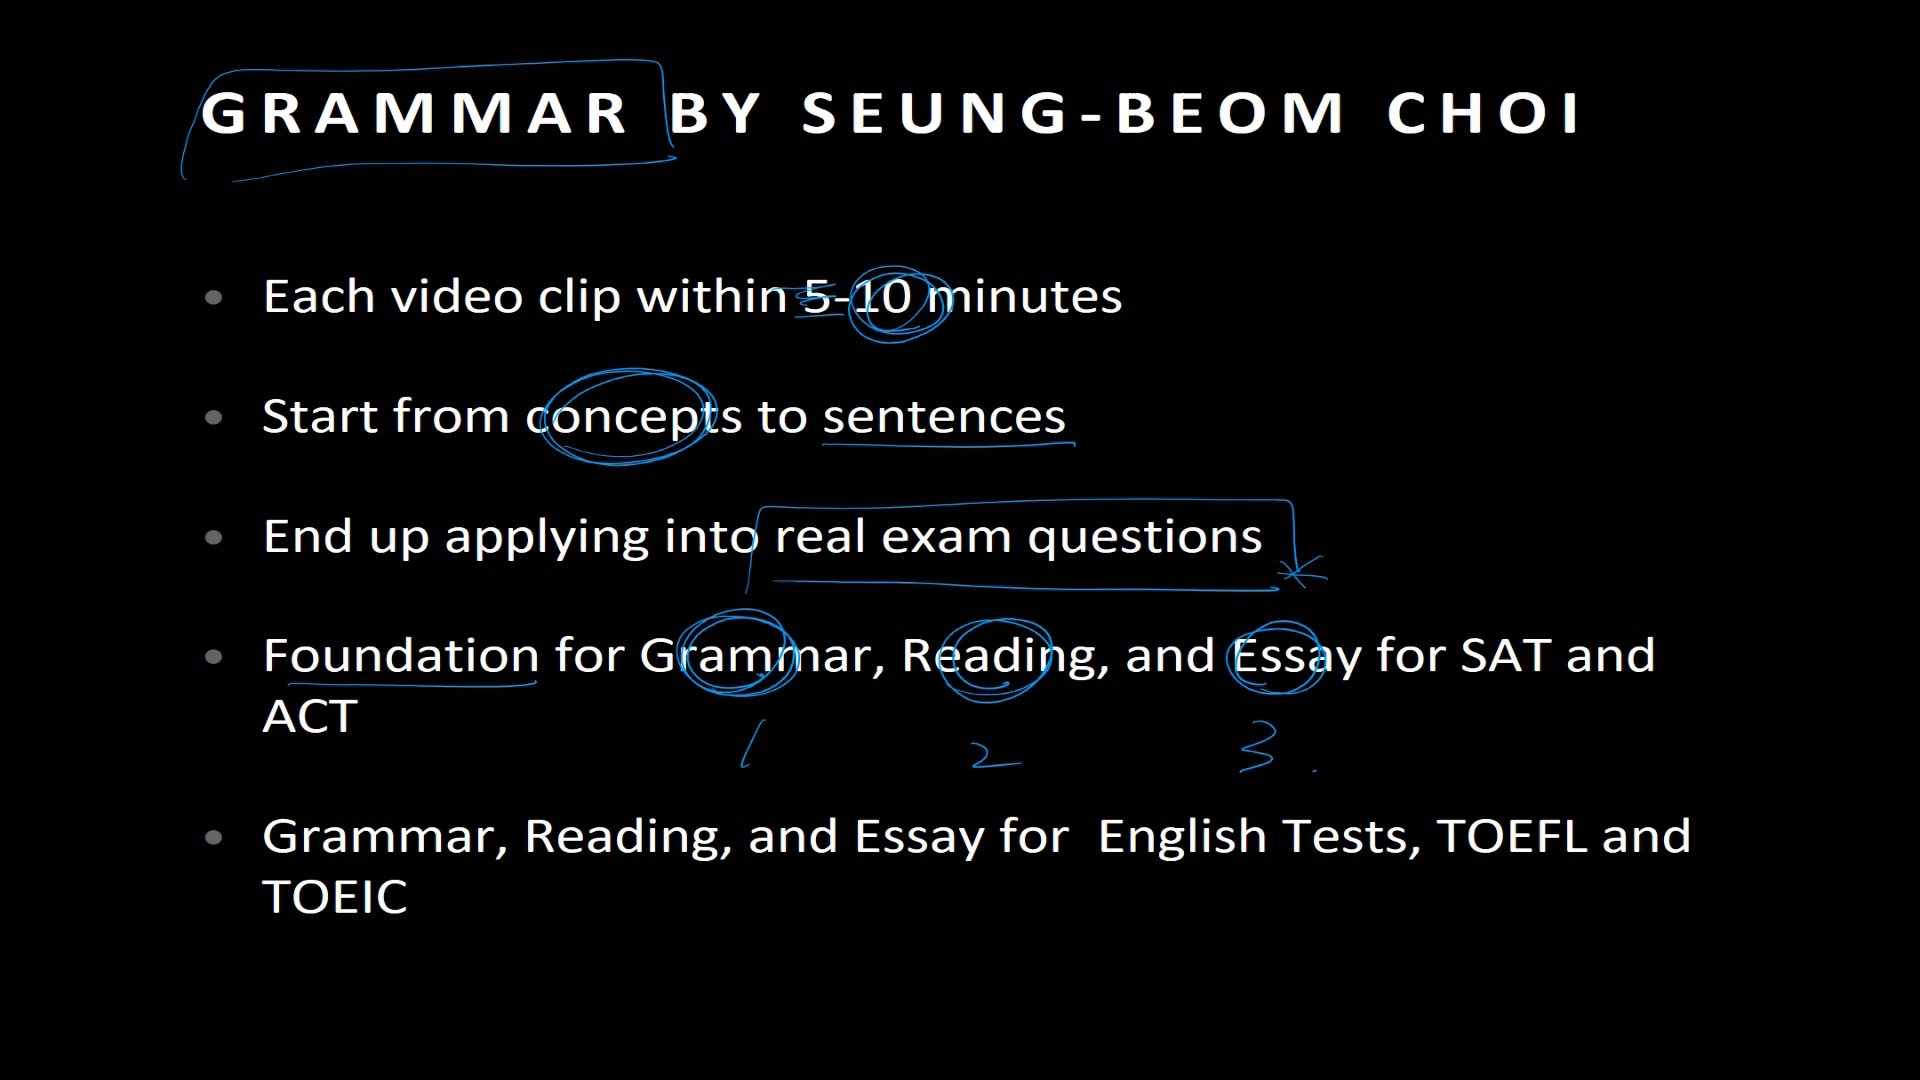 GRAMMAR BY SEUNG-BEOM CHOI
Each video clip within 5-10 minutes
Start from concepts to sentences
End up applying into real exam questions
Foundation for Grammar, Reading, and Essay for SAT and
ACT
1 2 3.
Grammar, Reading, and Essay for English Tests, TOEFL and
TOEIC